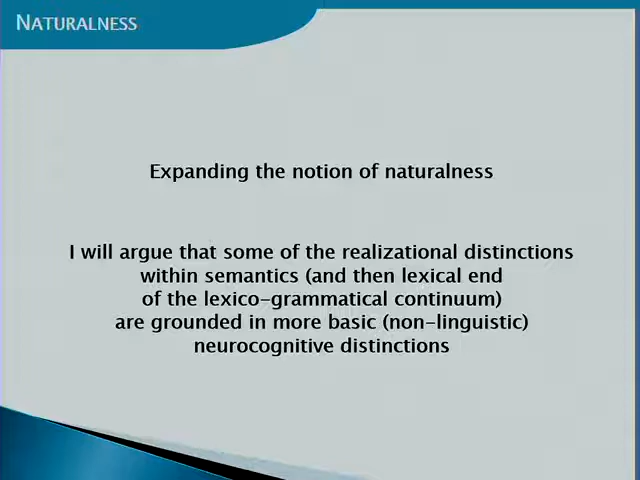 NATURALNESS
Expanding the notion of naturalness
I will argue that some of the realizational distinctions
within semantics (and then lexical end
of the lexico-grammatical continuum)
are grounded in more basic (non-linguistic)
neurocognitive distinctions